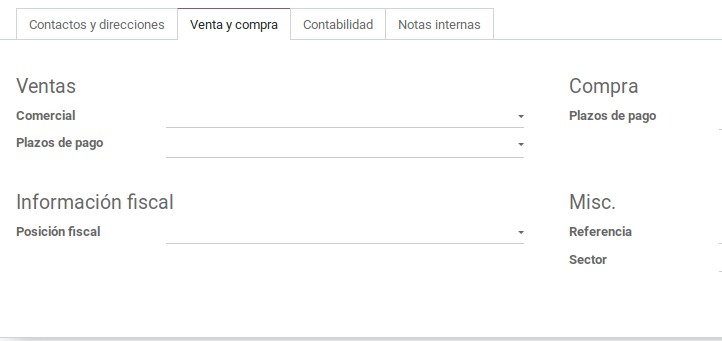 Contactos y direcciones Venta y compra Contabilidad Notas internas
Ventas
Comercial
Plazos de pago
Información fiscal
Posición fiscal
Compra
Plazos de pago
Misc.
Referencia
Sector